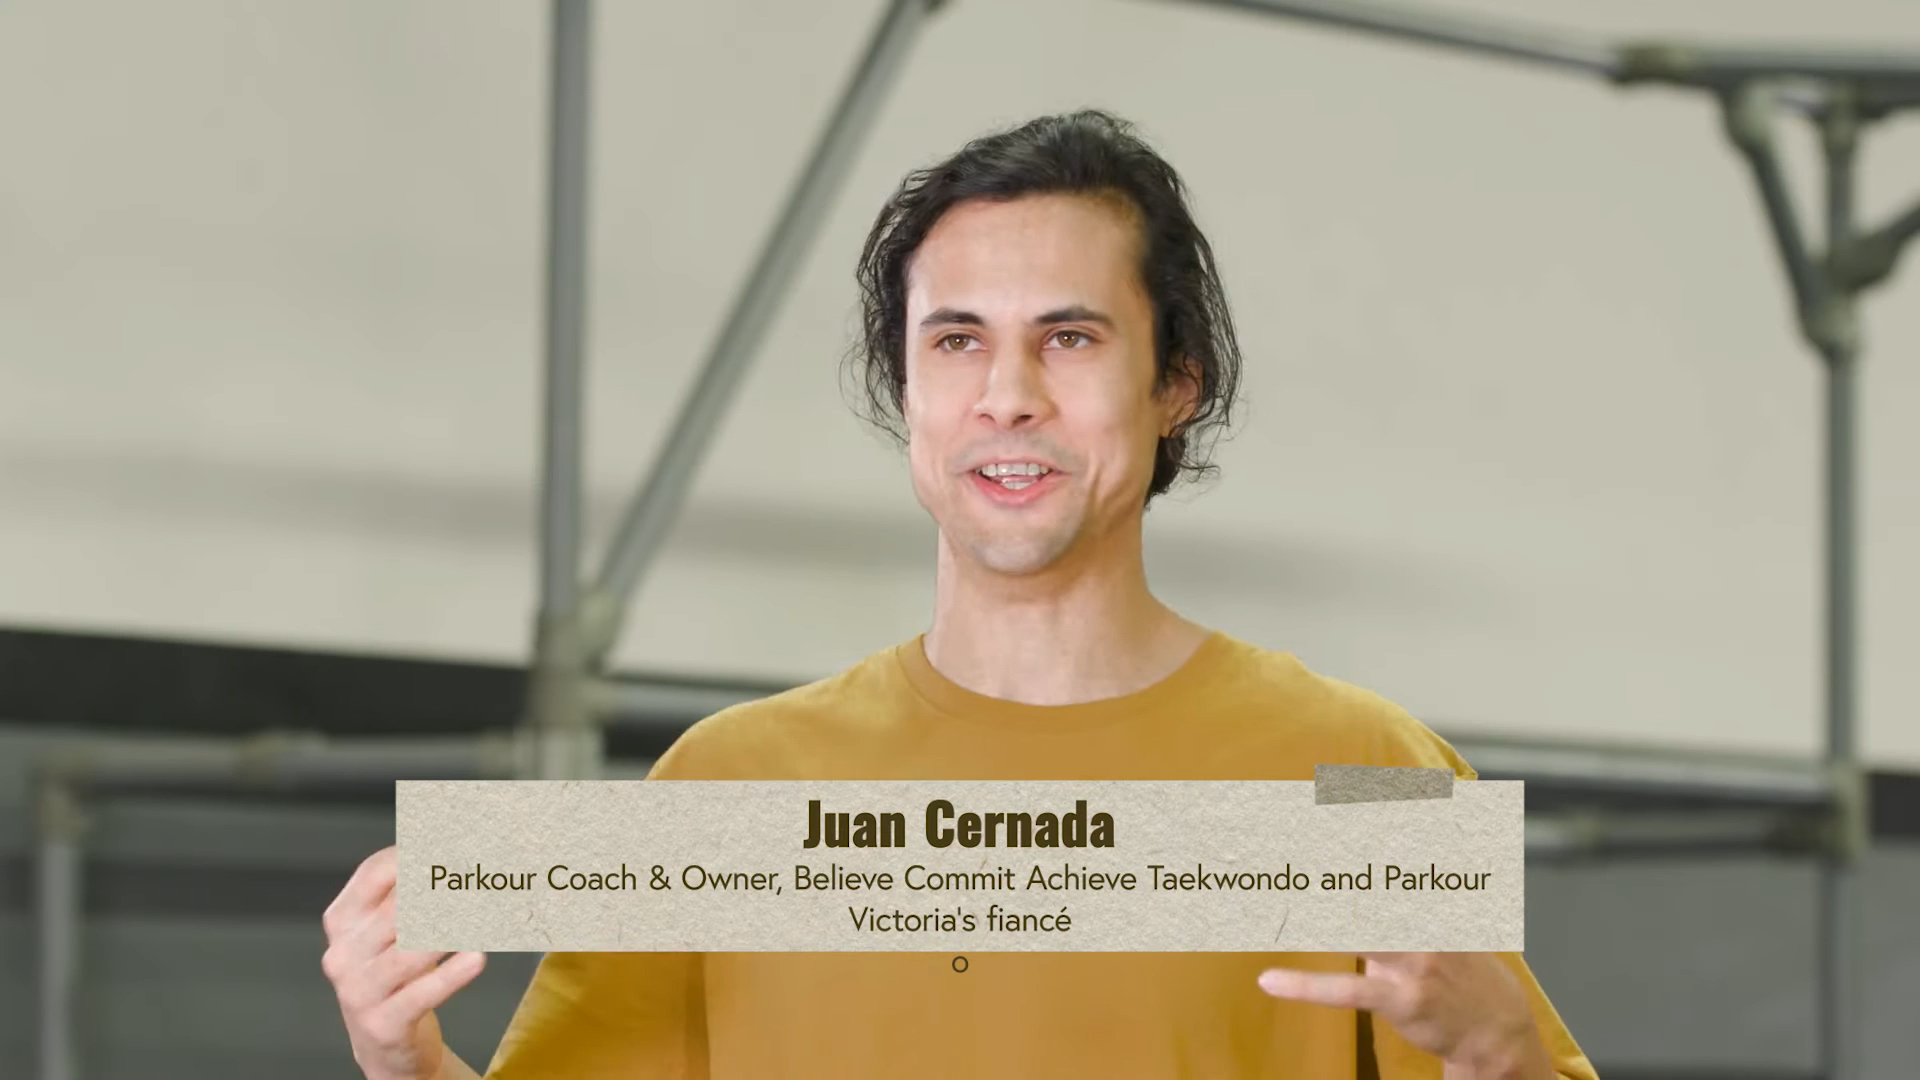 Juan Cernada
Parkour Coach & Owner, Believe Commit Achieve Taekwondo and Parkour
Victoria's fiancé
o